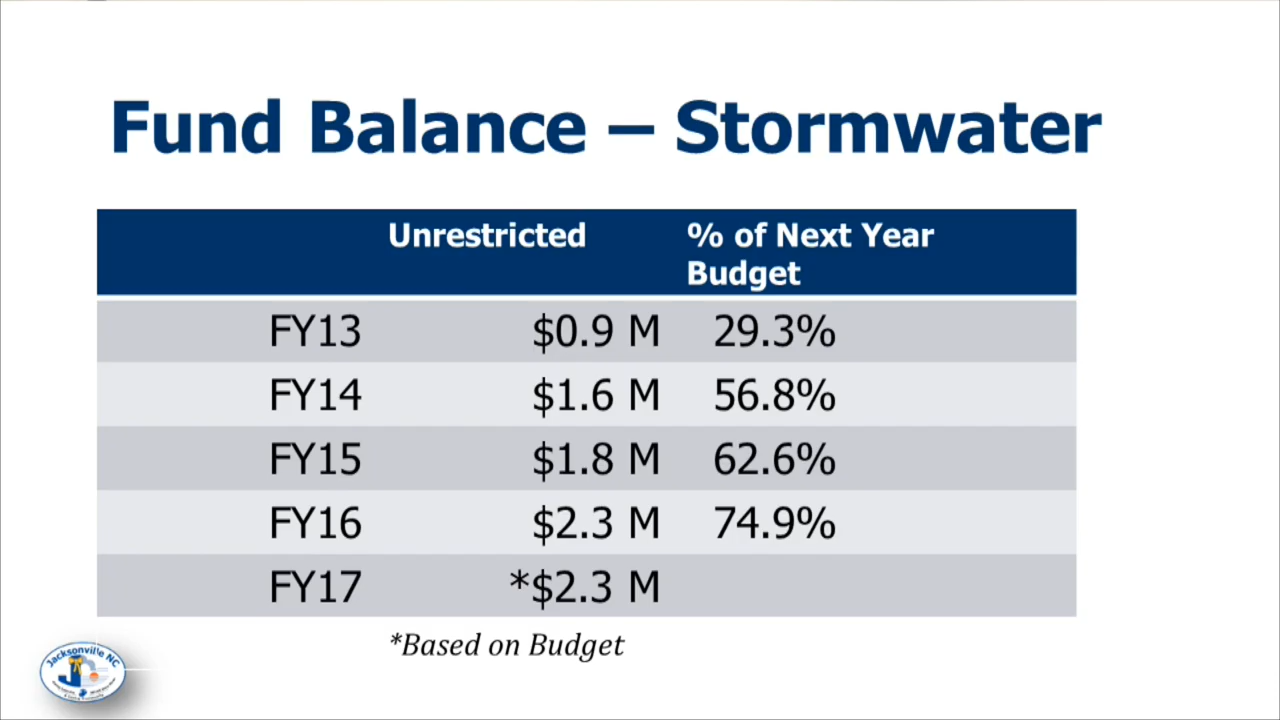 Fund Balance – Stormwater
Unrestricted % of Next Year
Budget
FY13 $0.9 M 29.3%
FY14 $1.6 M 56.8%
FY15 $1.8 M 62.6%
FY16 $2.3 M 74.9%
FY17 *$2.3 M
*Based on Budget
Jacksonville NC